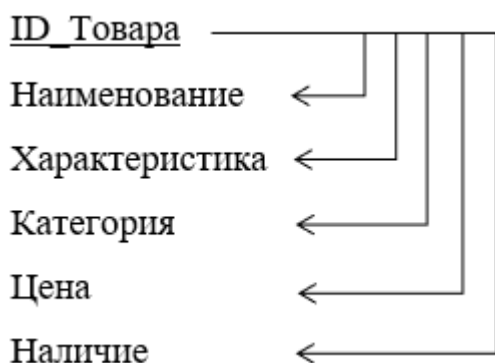 ID_Товара
Наименование
Характеристика
Категория
Цена
Наличие